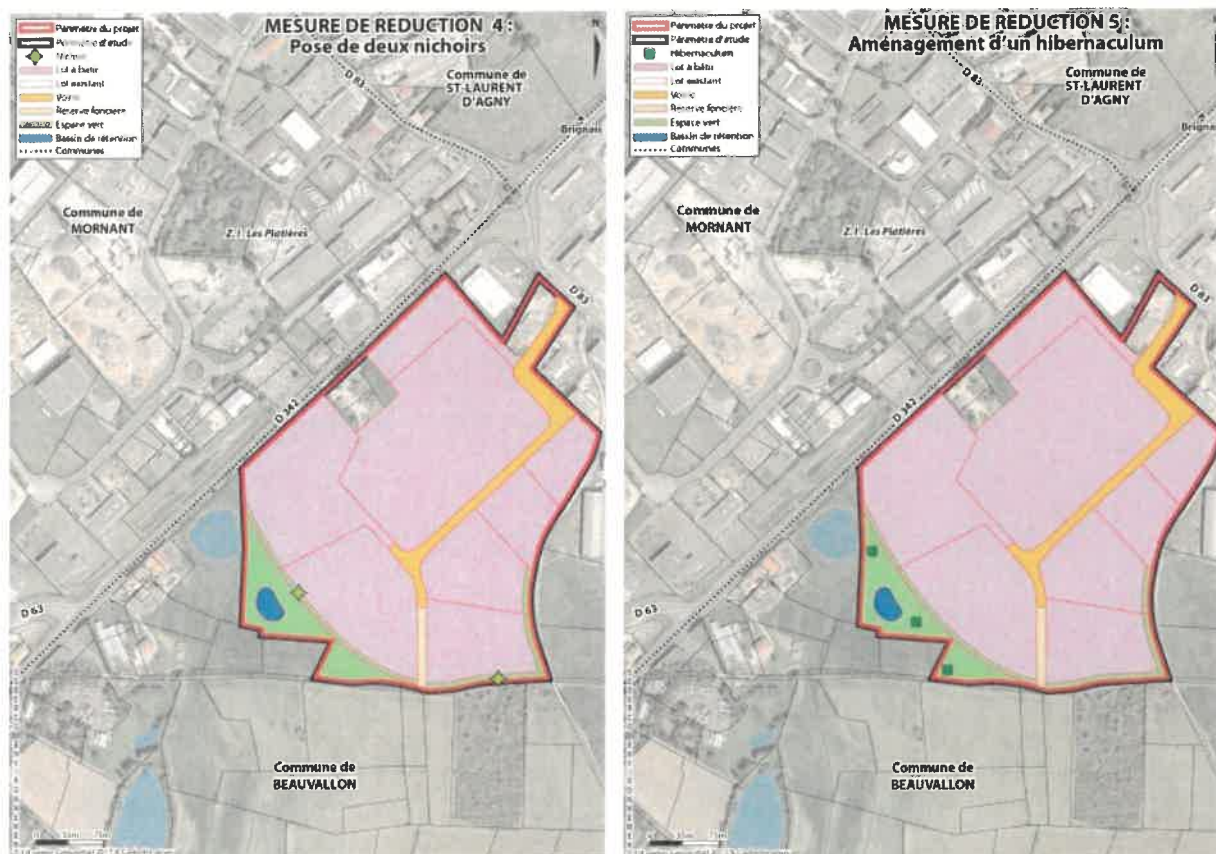 MESURE DE REDUCTION 4 :
Pose de deux nichoirs
Périmètre du projet
Périmètre d'étude
Nichoir
Lot à bâtir
Lot existant
Voirie
Réserve foncière
Espace vert
Bassin de rétention
Communes
D 83
Commune de
ST-LAURENT
D'AGNY
Brignais
Commune de
MORNANT
Z. I. Les Platières
D 83
D 342
D 63
Commune de
BEAUVALLON
MESURE DE REDUCTION 5 :
Aménagement d'un hibernaculum
Périmètre du projet
Périmètre d'étude
Hibernaculum
Lot à bâtir
Lot existant
Voirie
Réserve foncière
Espace vert
Bassin de rétention
Communes
D 83
Commune de
ST-LAURENT
D'AGNY
Commune de
MORNANT
Z. I. Les Platières
D 83
D 342
D 63
Commune de
BEAUVALLON